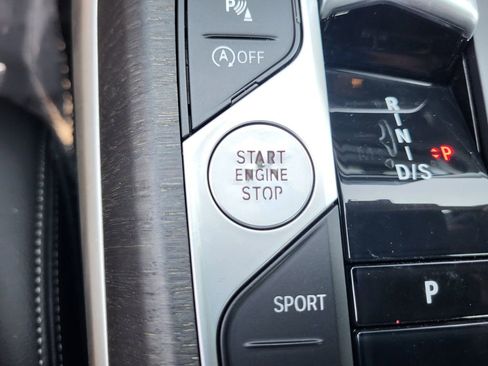 P
A OFF
START
ENGINE
STOP
SPORT
R
N
D/S
P
P